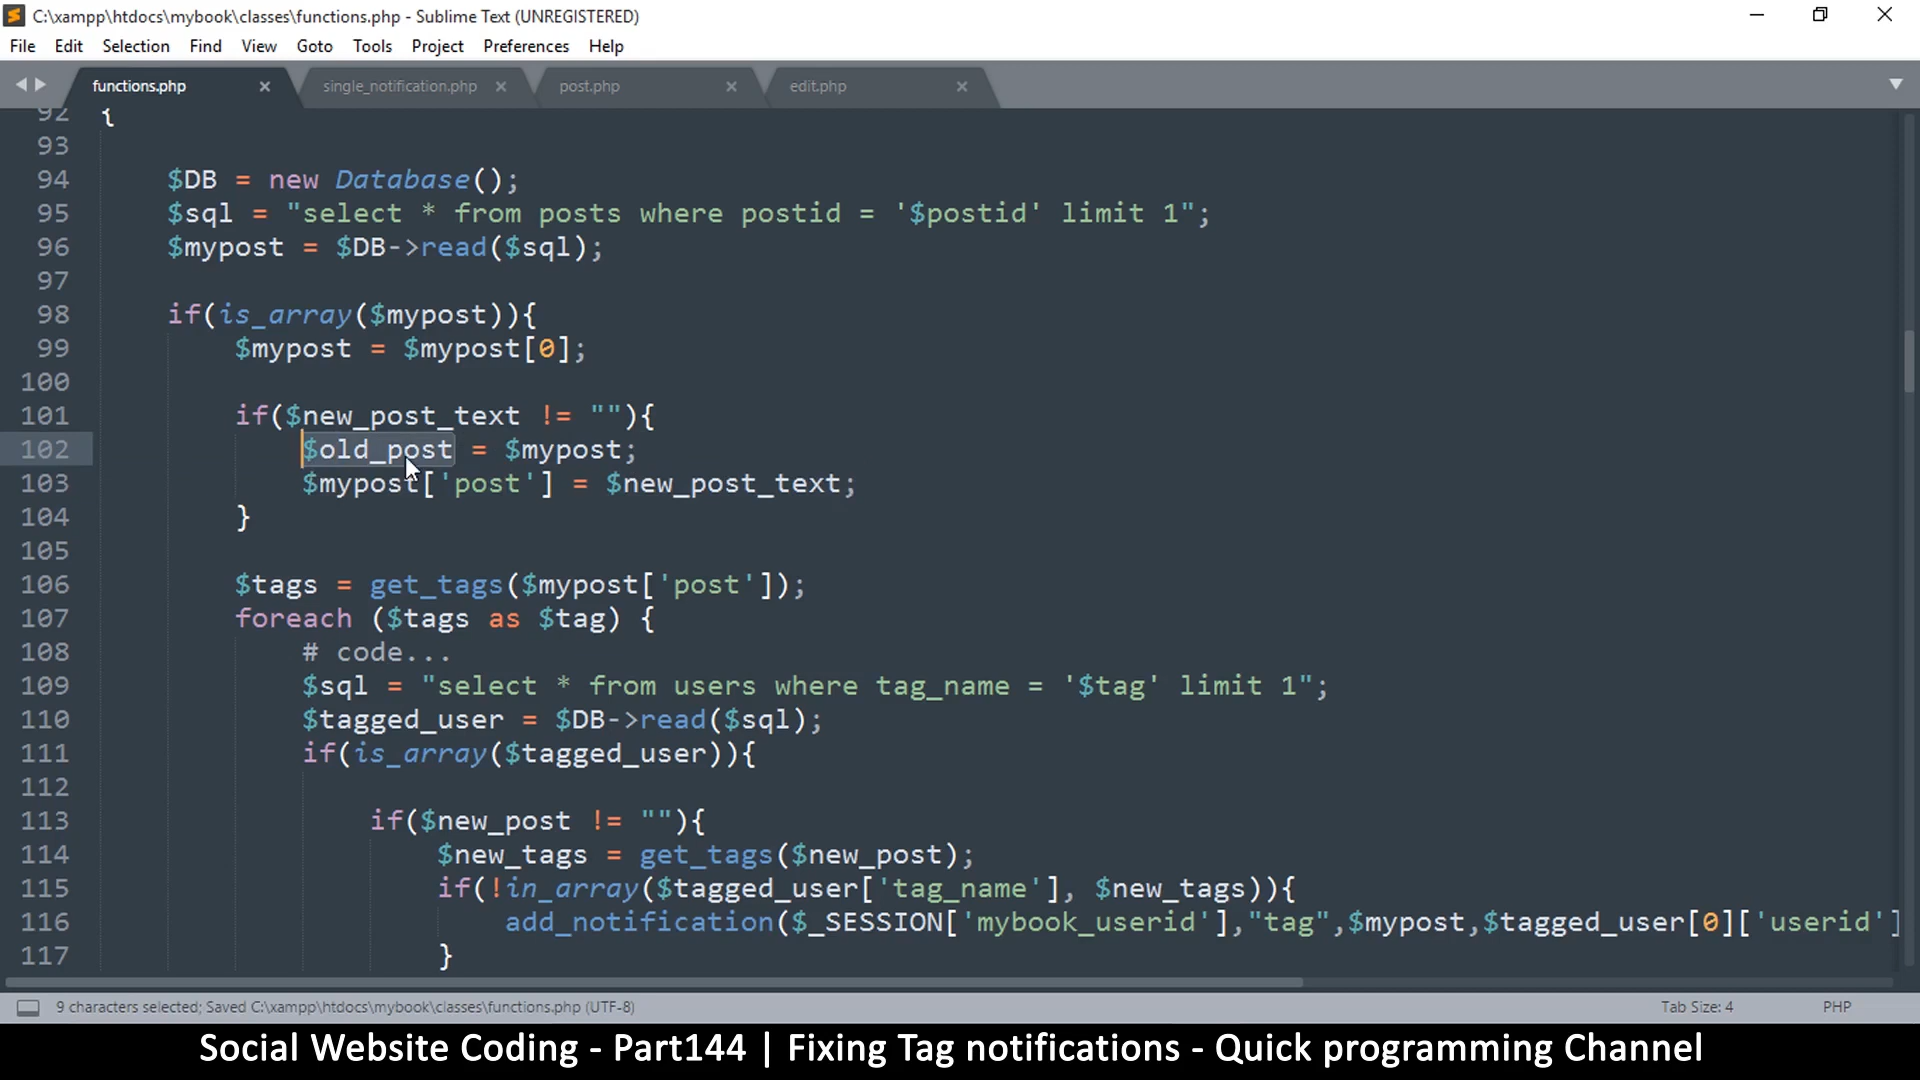 C:\xampp\htdocs\mybook\classes\functions.php - Sublime Text (UNREGISTERED)
File Edit Selection Find View Goto Tools Project Preferences Help
functions.php single_notification.php post.php edit.php
92 {
93
94 $DB = new Database();
95 $sql = "select * from posts where postid = '$postid' limit 1";
96 $mypost = $DB->read($sql);
97
98 if(is_array($mypost)){
99 $mypost = $mypost[0];
100
101 if($new_post_text != ""){
102 $old_post = $mypost;
103 $mypost['post'] = $new_post_text;
104 }
105
106 $tags = get_tags($mypost['post']);
107 foreach ($tags as $tag) {
108 # code...
109 $sql = "select * from users where tag_name = '$tag' limit 1";
110 $tagged_user = $DB->read($sql);
111 if(is_array($tagged_user)){
112
113 if($new_post != ""){
114 $new_tags = get_tags($new_post);
115 if(!in_array($tagged_user['tag_name'], $new_tags)){
116 add_notification($_SESSION['mybook_userid'],"tag",$mypost,$tagged_user[0]['userid']
117 }
9 characters selected; Saved C:\xampp\htdocs\mybook\classes\functions.php (UTF-8) Tab Size: 4 PHP
Social Website Coding - Part144 | Fixing Tag notifications - Quick programming Channel